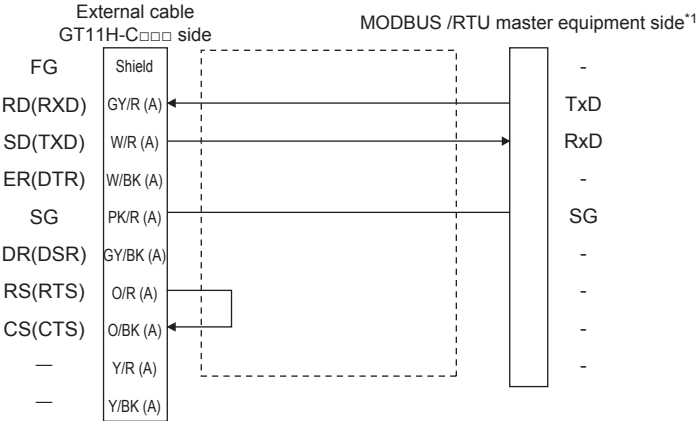 External cable
GT11H-C□□□ side
MODBUS /RTU master equipment side*1
FG Shield -
RD(RXD) GY/R (A) TxD
SD(TXD) W/R (A) RxD
ER(DTR) W/BK (A) -
SG PK/R (A) SG
DR(DSR) GY/BK (A) -
RS(RTS) O/R (A) -
CS(CTS) O/BK (A) -
— Y/R (A) -
— Y/BK (A)